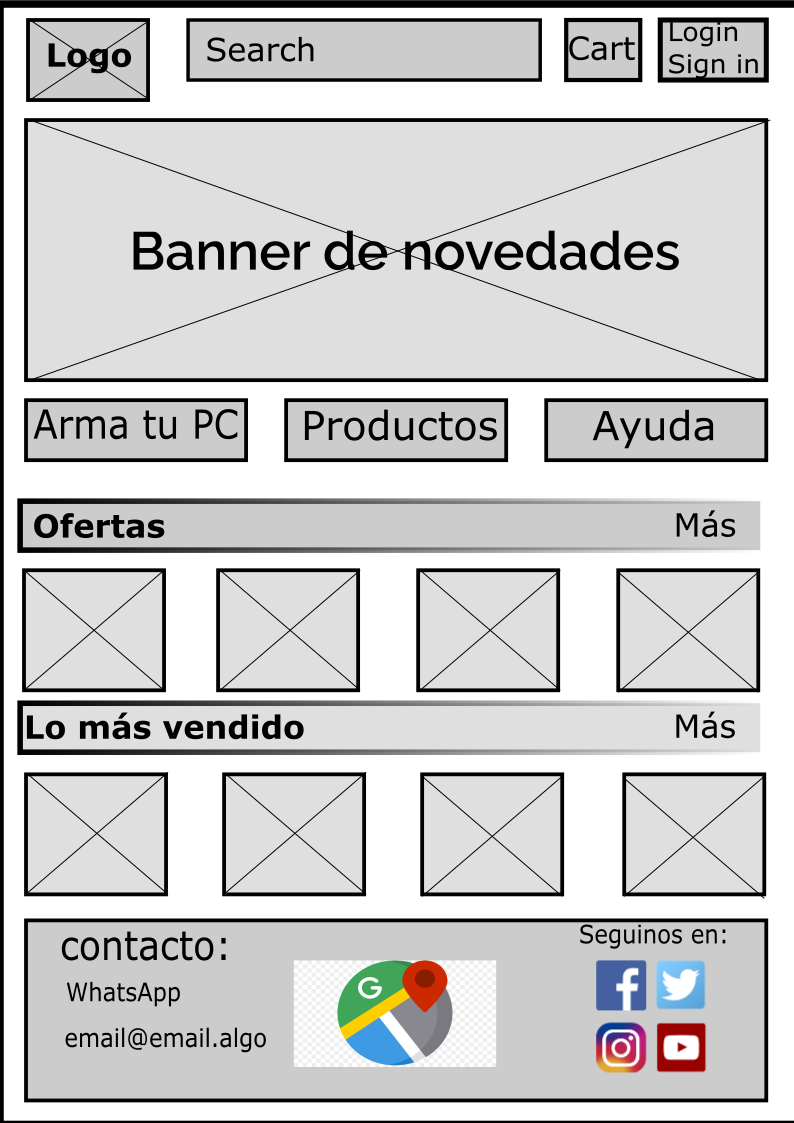 Logo
Search
Cart
Login
Sign in
Banner de novedades
Arma tu PC
Productos
Ayuda
Ofertas
Más
Lo más vendido
Más
contacto:
WhatsApp
email@email.algo
G
Seguinos en:
f